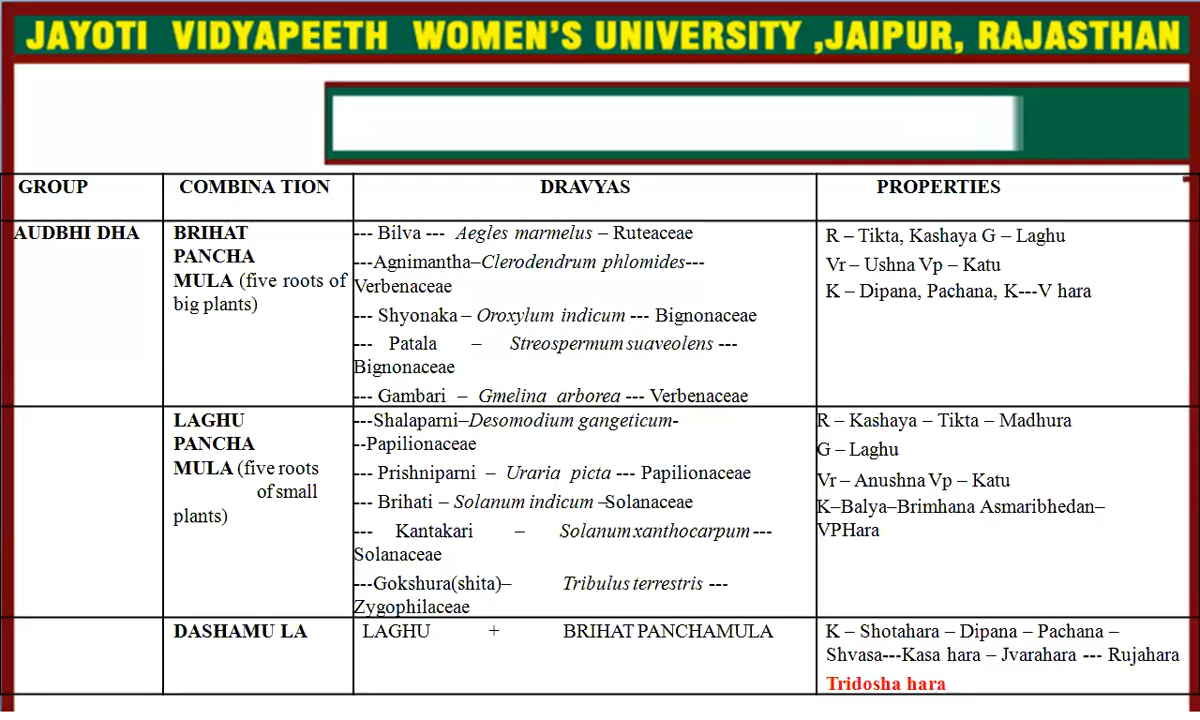 JAYOTI VIDYAPEETH WOMEN'S UNIVERSITY ,JAIPUR, RAJASTHAN
GROUP
COMBINA TION
DRAVYAS
PROPERTIES
AUDBHI DHA
BRIHAT
PANCHA
MULA (five roots of
big plants)
--- Bilva --- Aegles marmelus – Ruteaceae
---Agnimantha–Clerodendrum phlomides---
Verbenaceae
--- Shyonaka – Oroxylum indicum --- Bignonaceae
--- Patala – Streospermum suaveolens ---
Bignonaceae
--- Gambari – Gmelina arborea --- Verbenaceae
R – Tikta, Kashaya G – Laghu
Vr – Ushna Vp – Katu
K – Dipana, Pachana, K---V hara
LAGHU
PANCHA
MULA (five roots
of small
plants)
---Shalaparni–Desomodium gangeticum-
--Papilionaceae
--- Prishniparni – Uraria picta --- Papilionaceae
--- Brihati – Solanum indicum –Solanaceae
--- Kantakari – Solanum xanthocarpum ---
Solanaceae
---Gokshura(shita)– Tribulus terrestris ---
Zygophilaceae
R – Kashaya – Tikta – Madhura
G – Laghu
Vr – Anushna Vp – Katu
K–Balya–Brimhana Asmaribhedan–
VPHara
DASHAMU LA
LAGHU + BRIHAT PANCHAMULA
K – Shotahara – Dipana – Pachana –
Shvasa---Kasa hara – Jvarahara --- Rujahara
Tridosha hara